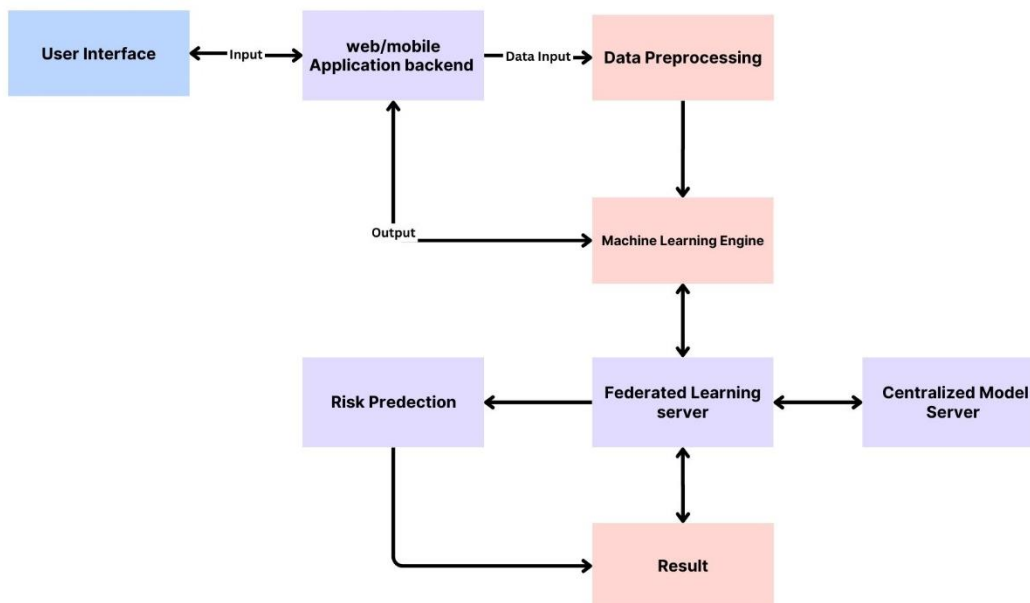 User Interface
Input
web/mobile
Application backend
Data Input
Data Preprocessing
Output
Machine Learning Engine
Risk Predection
Federated Learning
server
Centralized Model
Server
Result